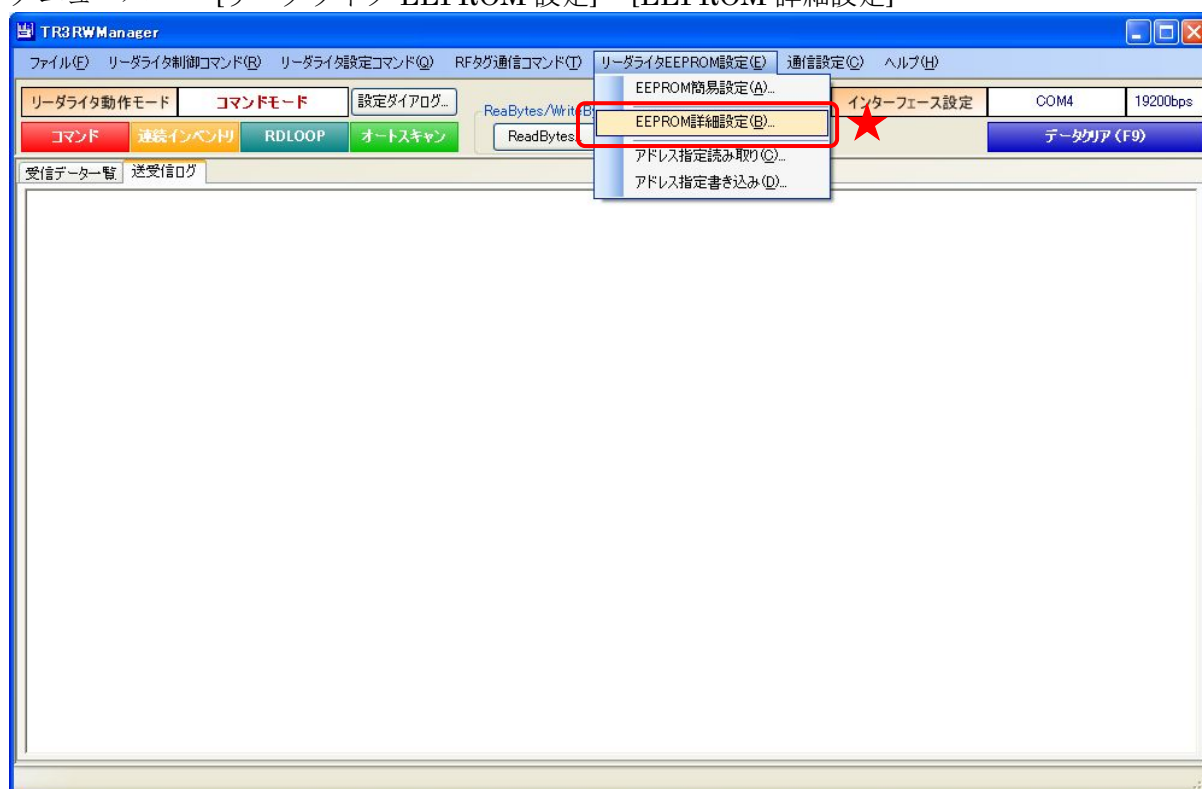 [EEPROM 詳細設定]
TR3RWManager
ファイル(F) リーダライタ制御コマンド(R) リーダライタ設定コマンド(Q) RFタグ通信コマンド(T) リーダライタEEPROM設定(E) 通信設定(C) ヘルプ(H)
リーダライタ動作モード コマンドモード 設定ダイアログ... ReaBytes/WriteB EEPROM簡易設定(A)... インターフェース設定 COM4 19200bps
コマンド 連続インベントリ RDLOOP オートスキャン ReadBytes EEPROM詳細設定(B)... データクリア(F9)
アドレス指定読み取り(C)...
受信データ一覧 送受信ログ アドレス指定書き込み(D)...